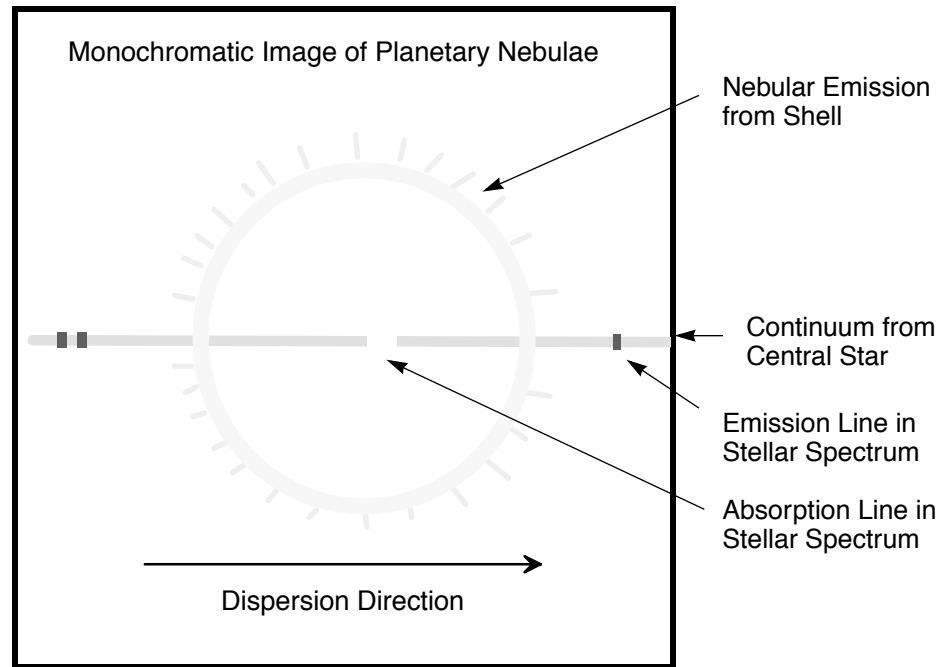 Monochromatic Image of Planetary Nebulae
Nebular Emission
from Shell
Continuum from
Central Star
Emission Line in
Stellar Spectrum
Absorption Line in
Stellar Spectrum
Dispersion Direction